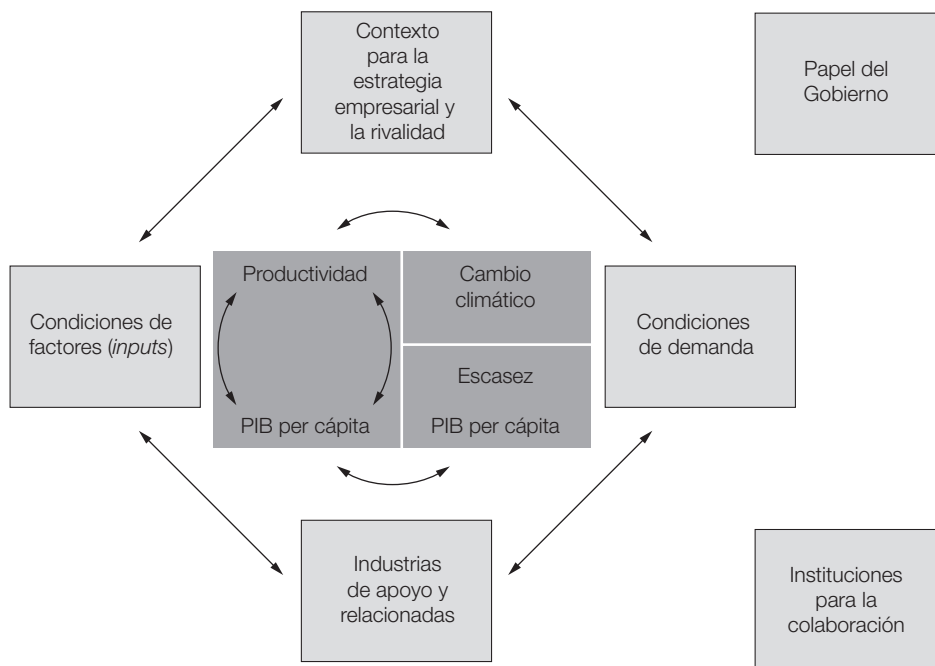 Contexto
para la
estrategia
empresarial y
la rivalidad
Papel del
Gobierno
Condiciones de
factores (inputs)
Productividad
PIB per cápita
Cambio
climático
Escasez
PIB per cápita
Condiciones
de demanda
Industrias
de apoyo y
relacionadas
Instituciones
para la
colaboración